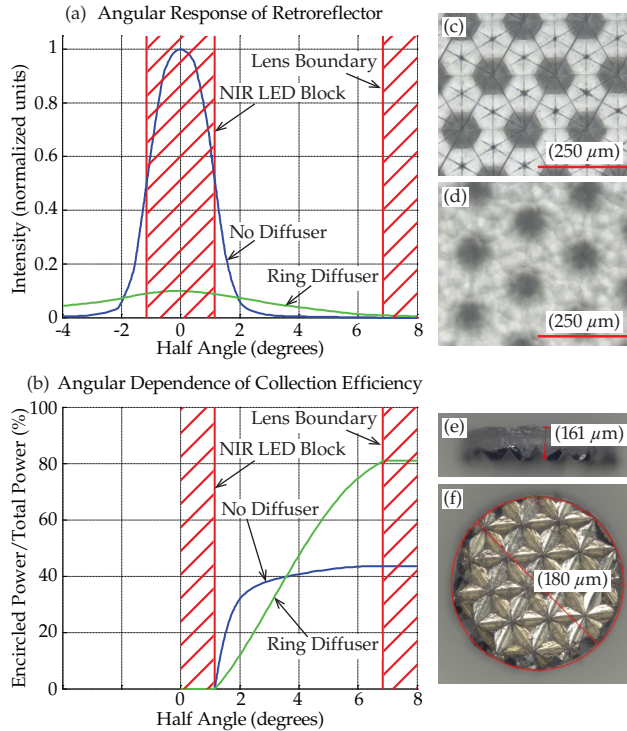 (a) Angular Response of Retroreflector
Intensity (normalized units)
1
0.8
0.6
0.4
0.2
0
-4
-2
0
2
4
6
8
Half Angle (degrees)
Lens Boundary
NIR LED Block
No Diffuser
Ring Diffuser
(b) Angular Dependence of Collection Efficiency
Encircled Power/Total Power (%)
100
80
60
40
20
0
-4
-2
0
2
4
6
8
Half Angle (degrees)
Lens Boundary
NIR LED Block
No Diffuser
Ring Diffuser
(c)
(250 µm)
(d)
(250 µm)
(e)
(161 µm)
(f)
(180 µm)